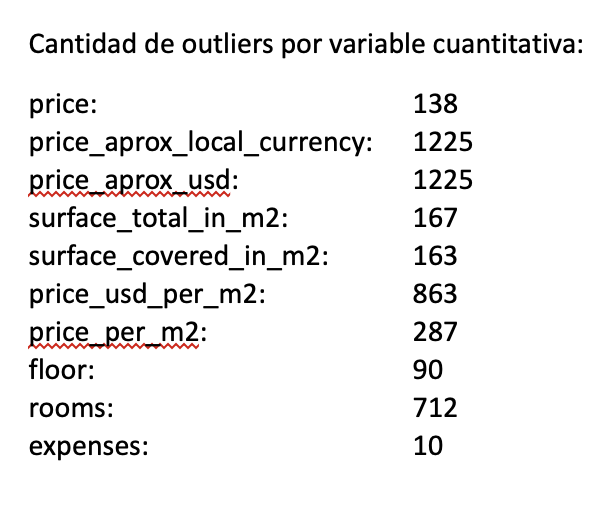 Cantidad de outliers por variable cuantitativa:
price: 138
price_aprox_local_currency: 1225
price_aprox_usd: 1225
surface_total_in_m2: 167
surface_covered_in_m2: 163
price_usd_per_m2: 863
price_per_m2: 287
floor: 90
rooms: 712
expenses: 10